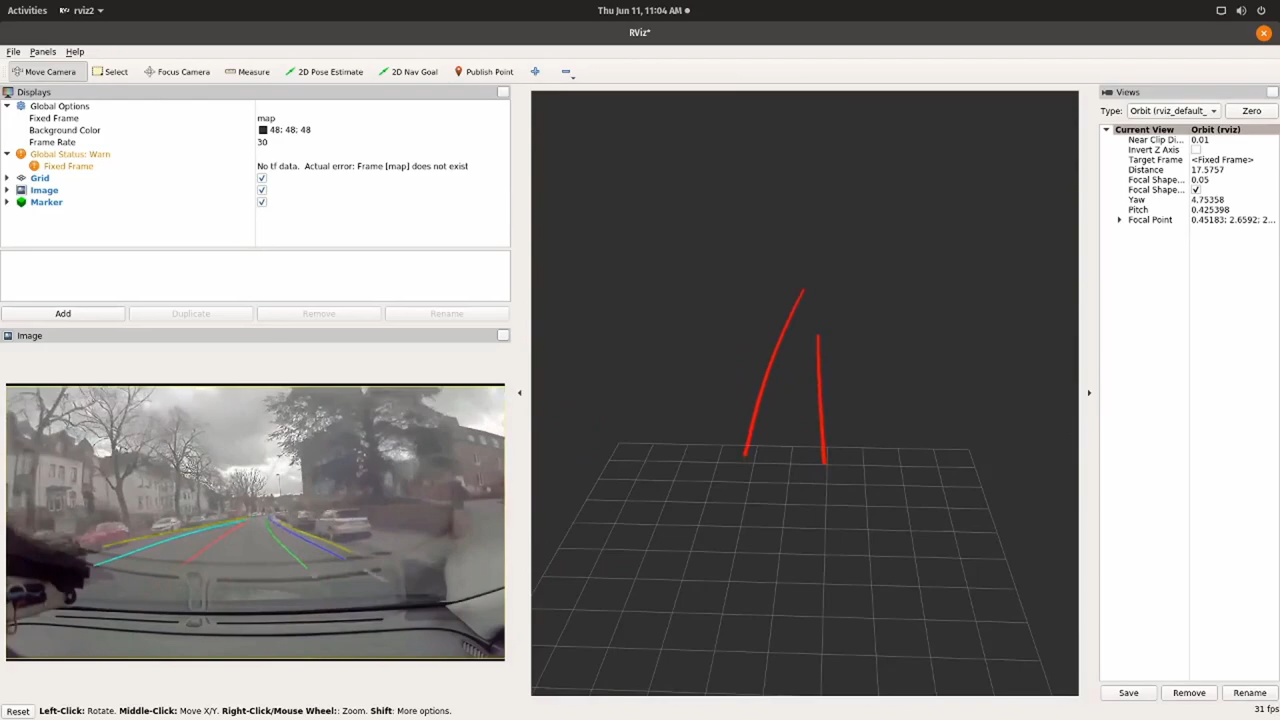 Activities rviz2 Thu Jun 11, 11:04 AM
RViz*
File Panels Help
Move Camera Select Focus Camera Measure 2D Pose Estimate 2D Nav Goal Publish Point
Displays
Global Options
Fixed Frame map
Background Color 48; 48; 48
Frame Rate 30
Global Status: Warn
Fixed Frame No tf data. Actual error: Frame [map] does not exist
Grid
Image
Marker
Add Duplicate Remove Rename
Image
Views
Type: Orbit (rviz_default_ Zero
Current View Orbit (rviz)
Near Clip Di... 0.01
Invert Z Axis
Target Frame <Fixed Frame>
Distance 17.5757
Focal Shape... 0.05
Focal Shape...
Yaw 4.75358
Pitch 0.425398
Focal Point 0.45183; 2.6592; 2...
Save Remove Rename
Reset Left-Click: Rotate. Middle-Click: Move X/Y. Right-Click/Mouse Wheel:: Zoom. Shift: More options. 31 fps